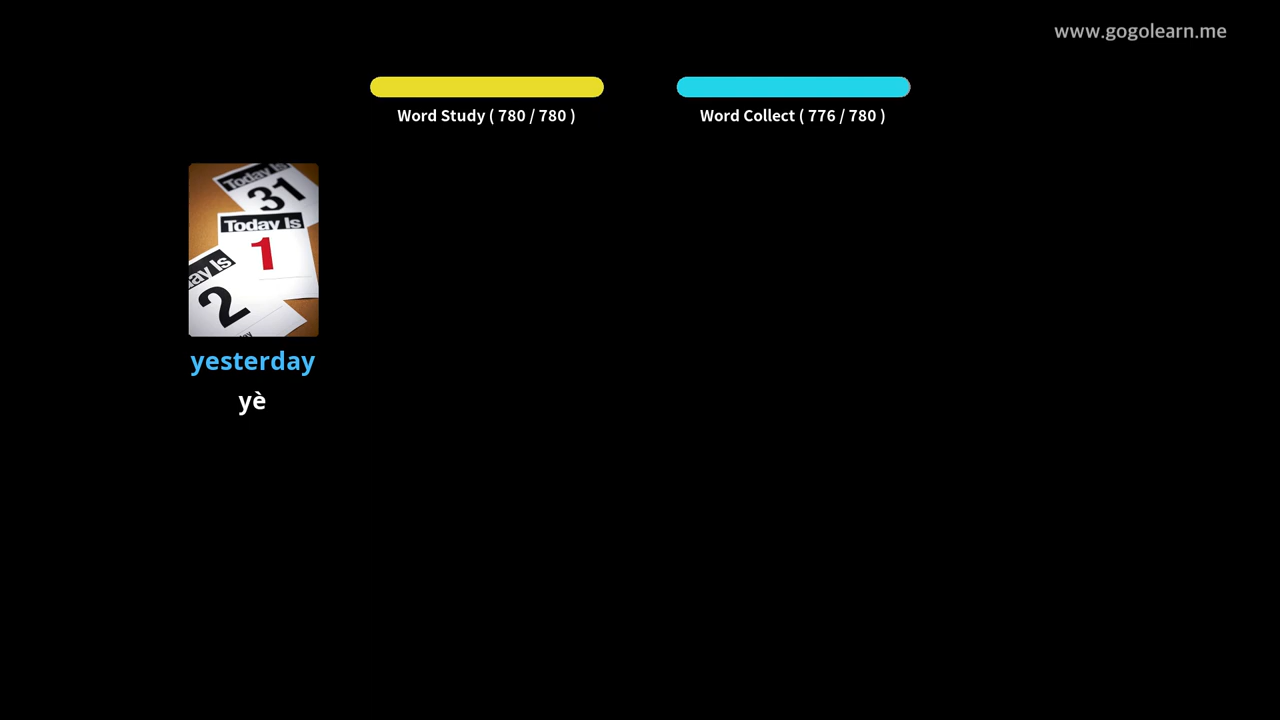 www.gogolearn.me
Word Study ( 780 / 780 )
Word Collect ( 776 / 780 )
Today Is
31
Today Is
1
ay Is
2
yesterday
yè